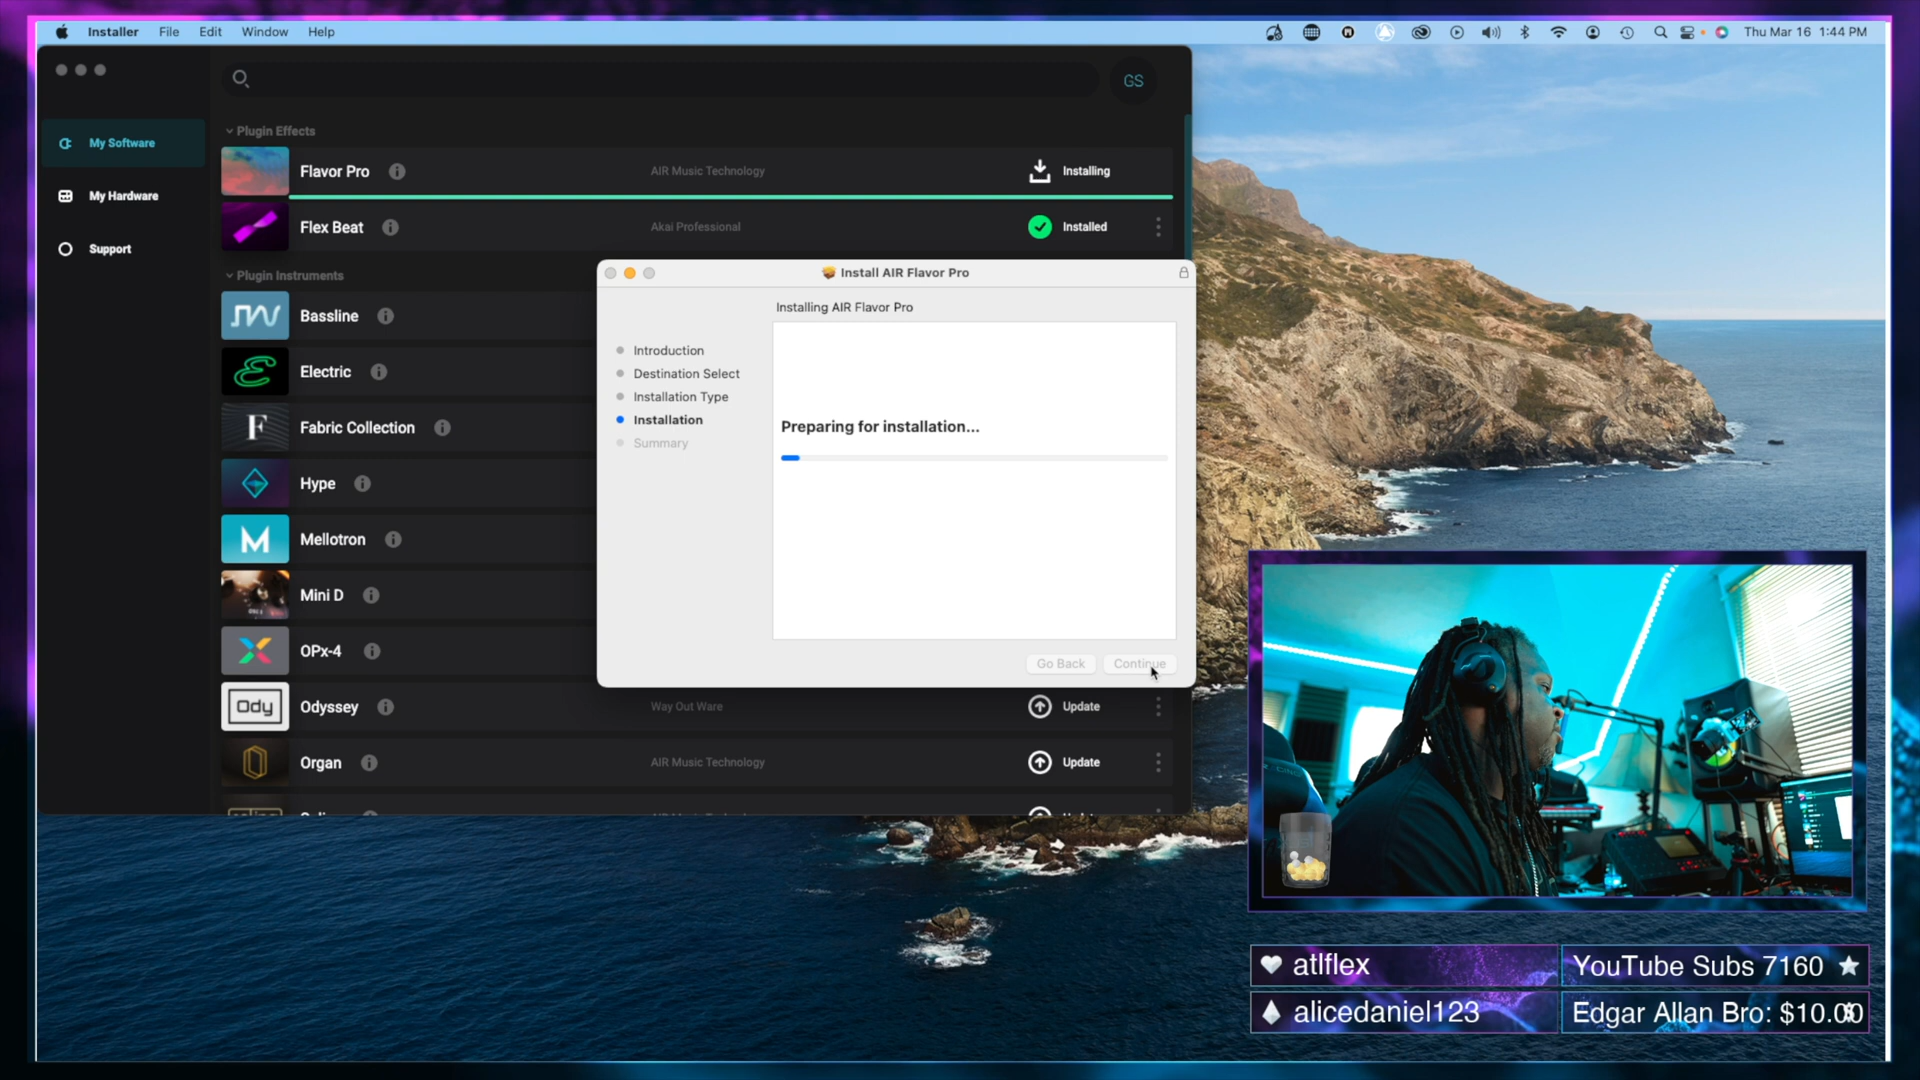 Installer File Edit Window Help
Thu Mar 16 1:44 PM
GS
My Software
My Hardware
Support
Plugin Effects
Flavor Pro AIR Music Technology Installing
Flex Beat Akai Professional Installed
Plugin Instruments
Bassline
Electric
F Fabric Collection
Hype
M Mellotron
Mini D
OPx-4
Ody Odyssey Way Out Ware Update
Organ AIR Music Technology Update
Install AIR Flavor Pro
Installing AIR Flavor Pro
Introduction
Destination Select
Installation Type
Installation
Summary
Preparing for installation...
Go Back Continue
atlflex
YouTube Subs 7160
alicedaniel123
Edgar Allan Bro: $10.00